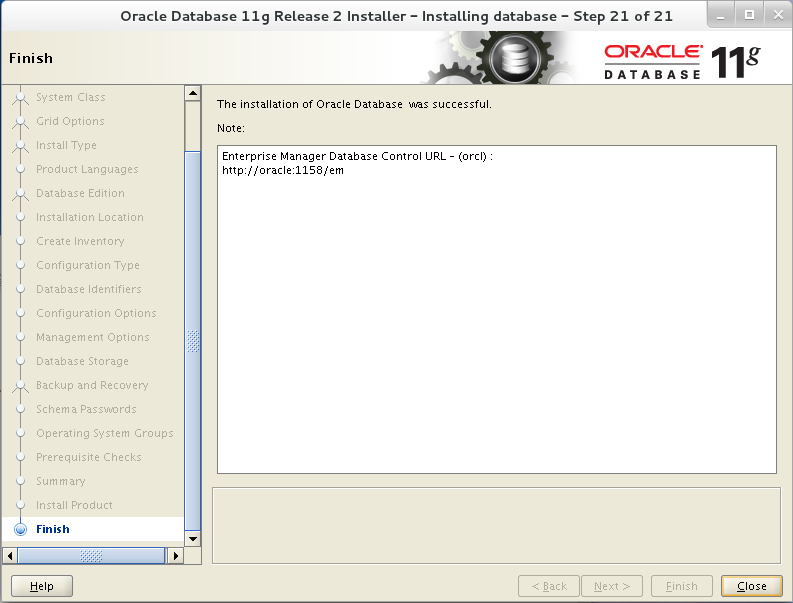 Oracle Database 11g Release 2 Installer - Installing database - Step 21 of 21
Finish
ORACLE
DATABASE
11g
System Class
Grid Options
Install Type
Product Languages
Database Edition
Installation Location
Create Inventory
Configuration Type
Database Identifiers
Configuration Options
Management Options
Database Storage
Backup and Recovery
Schema Passwords
Operating System Groups
Prerequisite Checks
Summary
Install Product
Finish
The installation of Oracle Database was successful.
Note:
Enterprise Manager Database Control URL - (orcl) :
http://oracle:1158/em
Help
< Back
Next >
Finish
Close